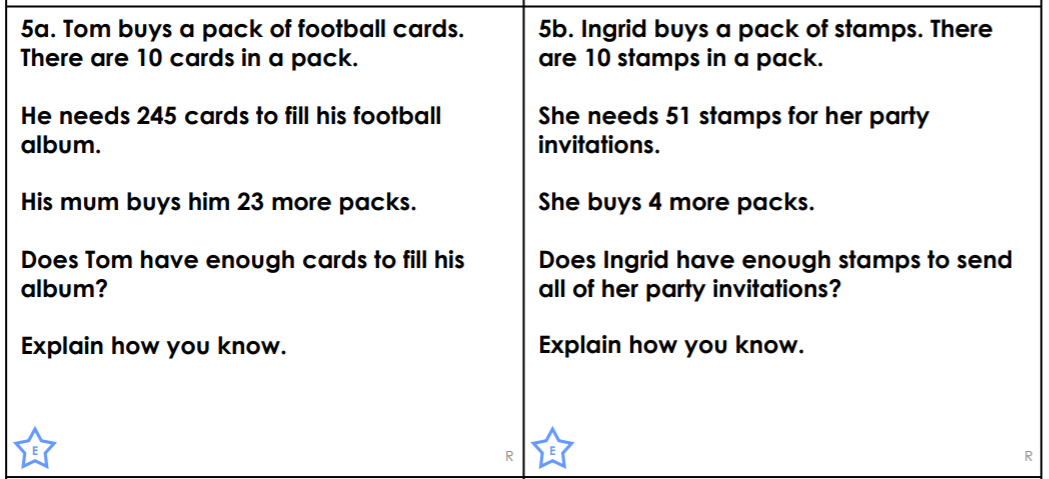 5a. Tom buys a pack of football cards.
There are 10 cards in a pack.
He needs 245 cards to fill his football
album.
His mum buys him 23 more packs.
Does Tom have enough cards to fill his
album?
Explain how you know.
E
R
5b. Ingrid buys a pack of stamps. There
are 10 stamps in a pack.
She needs 51 stamps for her party
invitations.
She buys 4 more packs.
Does Ingrid have enough stamps to send
all of her party invitations?
Explain how you know.
E
R